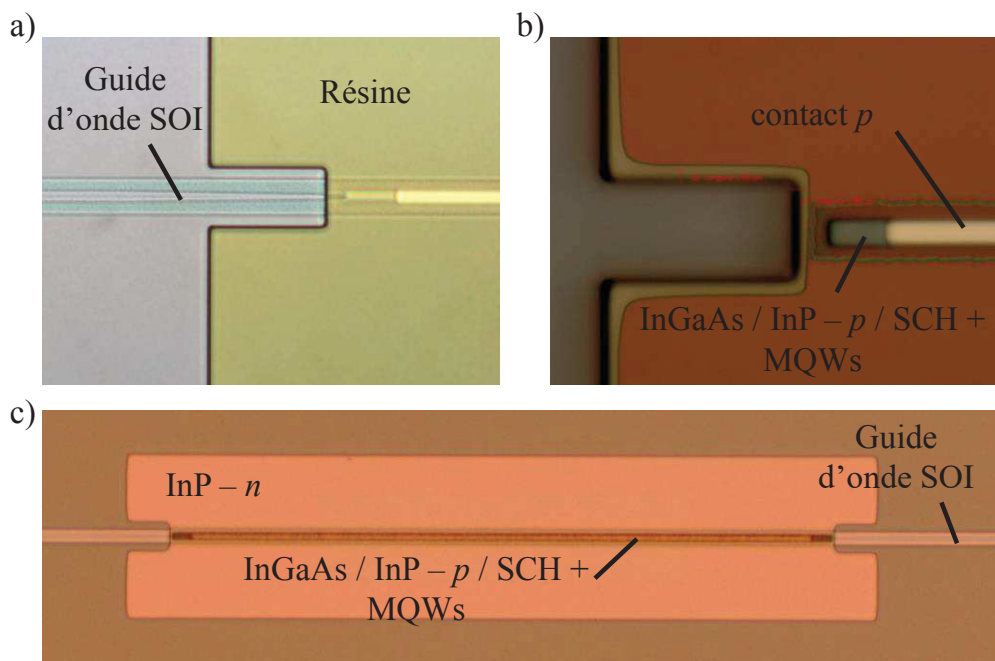 a)
Guide
d’onde SOI
Résine
b)
contact p
InGaAs / InP – p / SCH +
MQWs
c)
InP – n
Guide
d’onde SOI
InGaAs / InP – p / SCH +
MQWs